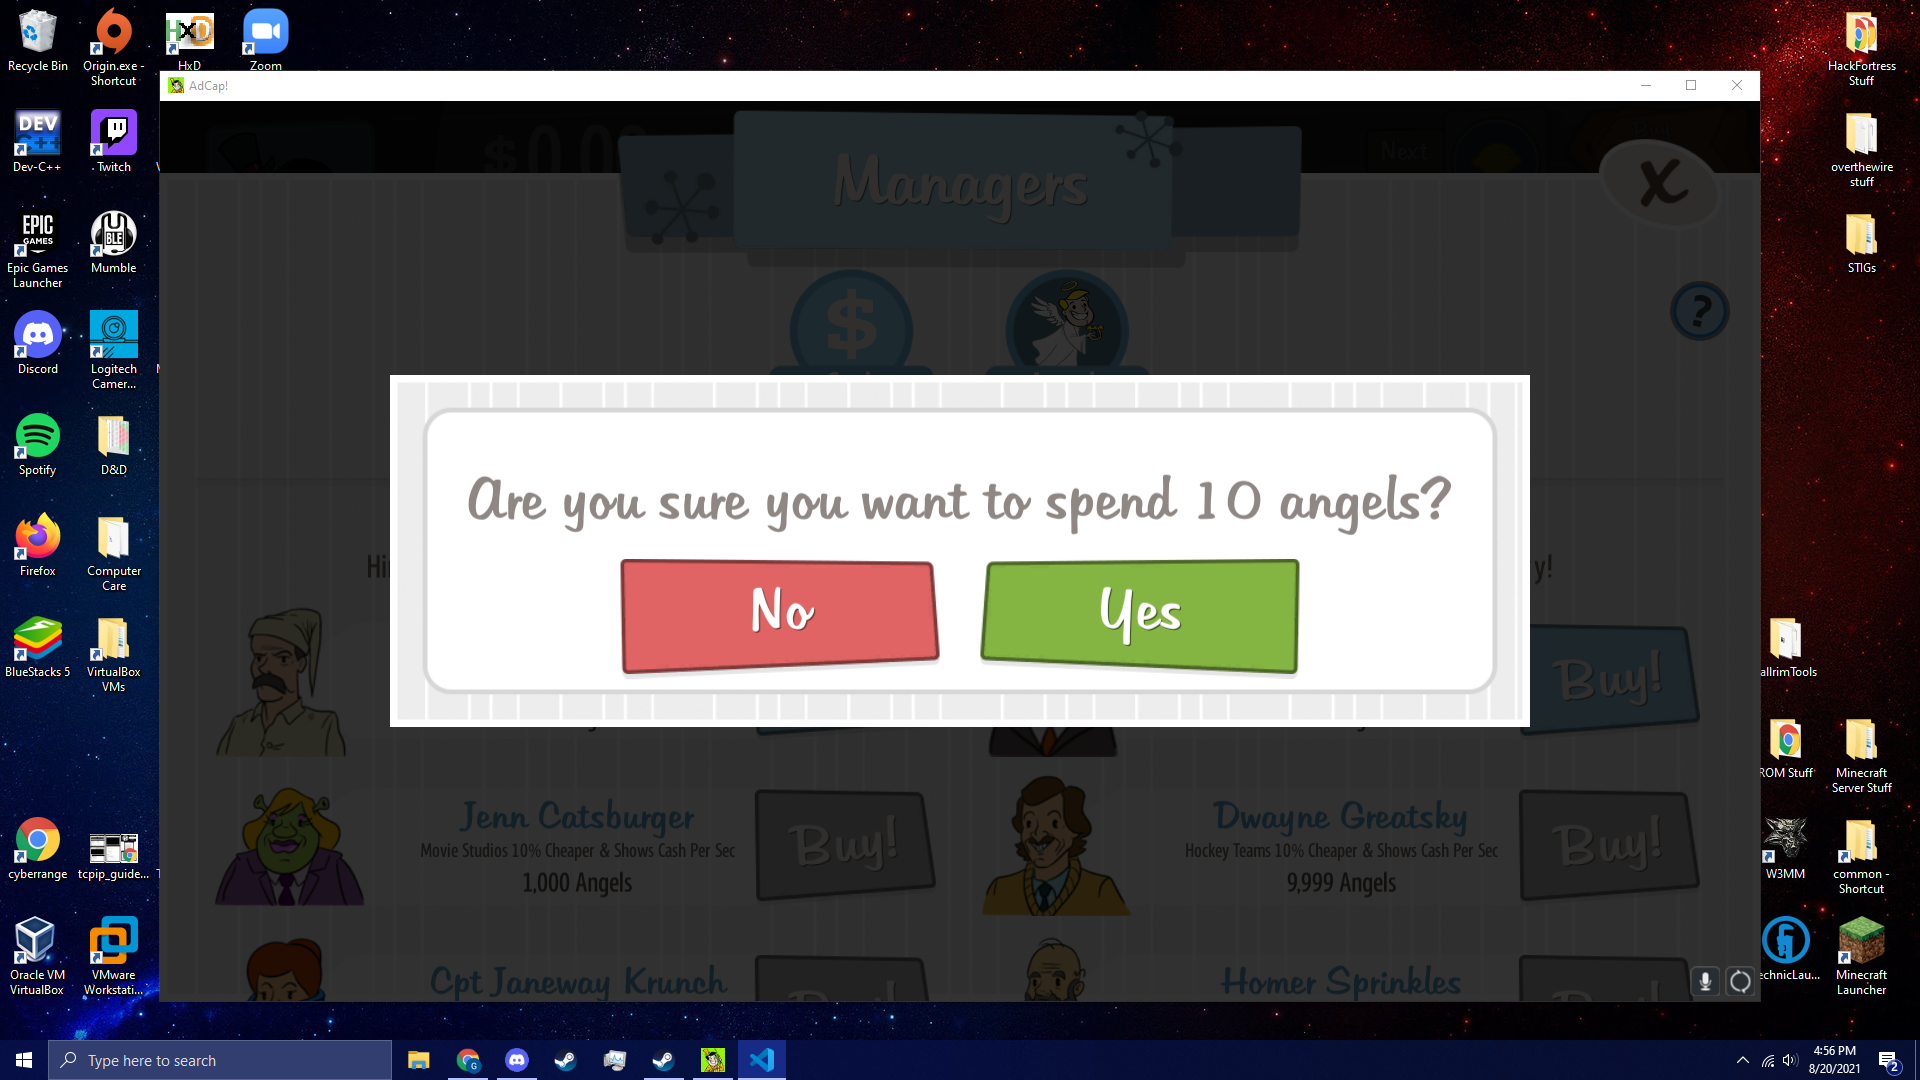 Recycle Bin
Origin.exe - Shortcut
HxD
Zoom
HackFortress Stuff
AdCap!
Dev-C++
Twitch
overthewire stuff
Managers
Next
$
X
?
EPIC GAMES
Epic Games Launcher
Mumble
STIGs
Discord
Logitech Camer...
Spotify
D&D
Are you sure you want to spend 10 angels?
No
Yes
Firefox
Computer Care
Hi
y!
BlueStacks 5
VirtualBox VMs
Buy!
allrimTools
ROM Stuff
Minecraft Server Stuff
Jenn Catsburger
Movie Studios 10% Cheaper & Shows Cash Per Sec
1,000 Angels
Buy!
Dwayne Greatsky
Hockey Teams 10% Cheaper & Shows Cash Per Sec
9,999 Angels
Buy!
cyberrange
tcpip_guide...
W3MM
common - Shortcut
Cpt Janeway Krunch
Homer Sprinkles
Oracle VM VirtualBox
VMware Workstati...
echnicLau...
Minecraft Launcher
Type here to search
4:56 PM
8/20/2021
2